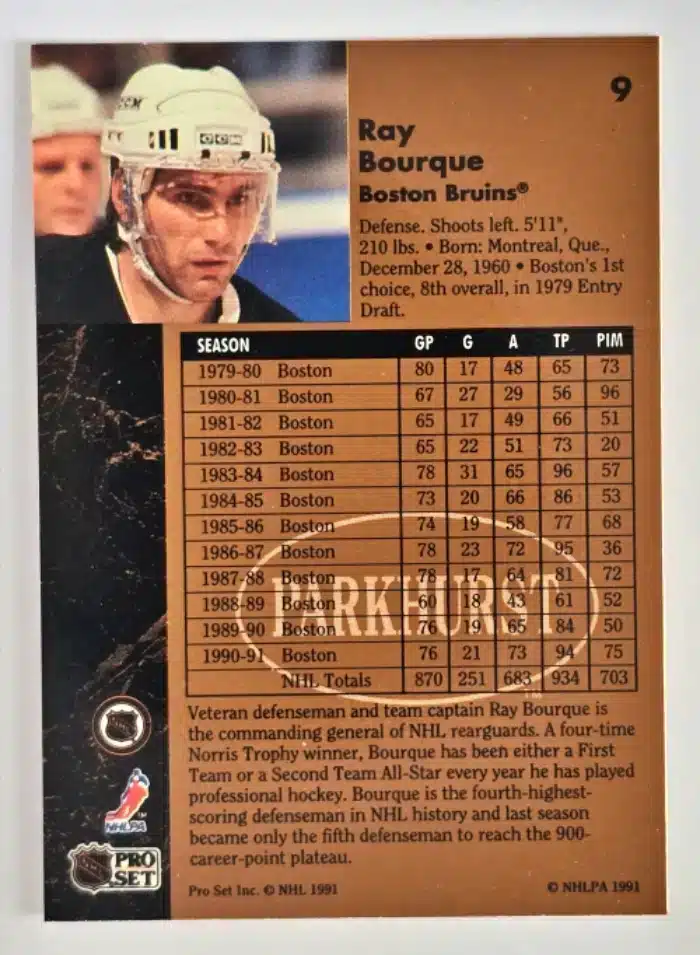 CCM
CCM
9
Ray
Bourque
Boston Bruins®
Defense. Shoots left. 5'11",
210 lbs. • Born: Montreal, Que.,
December 28, 1960 • Boston's 1st
choice, 8th overall, in 1979 Entry
Draft.
SEASON GP G A TP PIM
1979-80 Boston 80 17 48 65 73
1980-81 Boston 67 27 29 56 96
1981-82 Boston 65 17 49 66 51
1982-83 Boston 65 22 51 73 20
1983-84 Boston 78 31 65 96 57
1984-85 Boston 73 20 66 86 53
1985-86 Boston 74 19 58 77 68
1986-87 Boston 78 23 72 95 36
1987-88 Boston 78 17 64 81 72
1988-89 Boston 60 18 43 61 52
1989-90 Boston 76 19 65 84 50
1990-91 Boston 76 21 73 94 75
NHL Totals 870 251 683 934 703
PARKHURST
TM
Veteran defenseman and team captain Ray Bourque is
the commanding general of NHL rearguards. A four-time
Norris Trophy winner, Bourque has been either a First
Team or a Second Team All-Star every year he has played
professional hockey. Bourque is the fourth-highest-
scoring defenseman in NHL history and last season
became only the fifth defenseman to reach the 900-
career-point plateau.
NHLPA
PRO
SET
Pro Set Inc. © NHL 1991
© NHLPA 1991